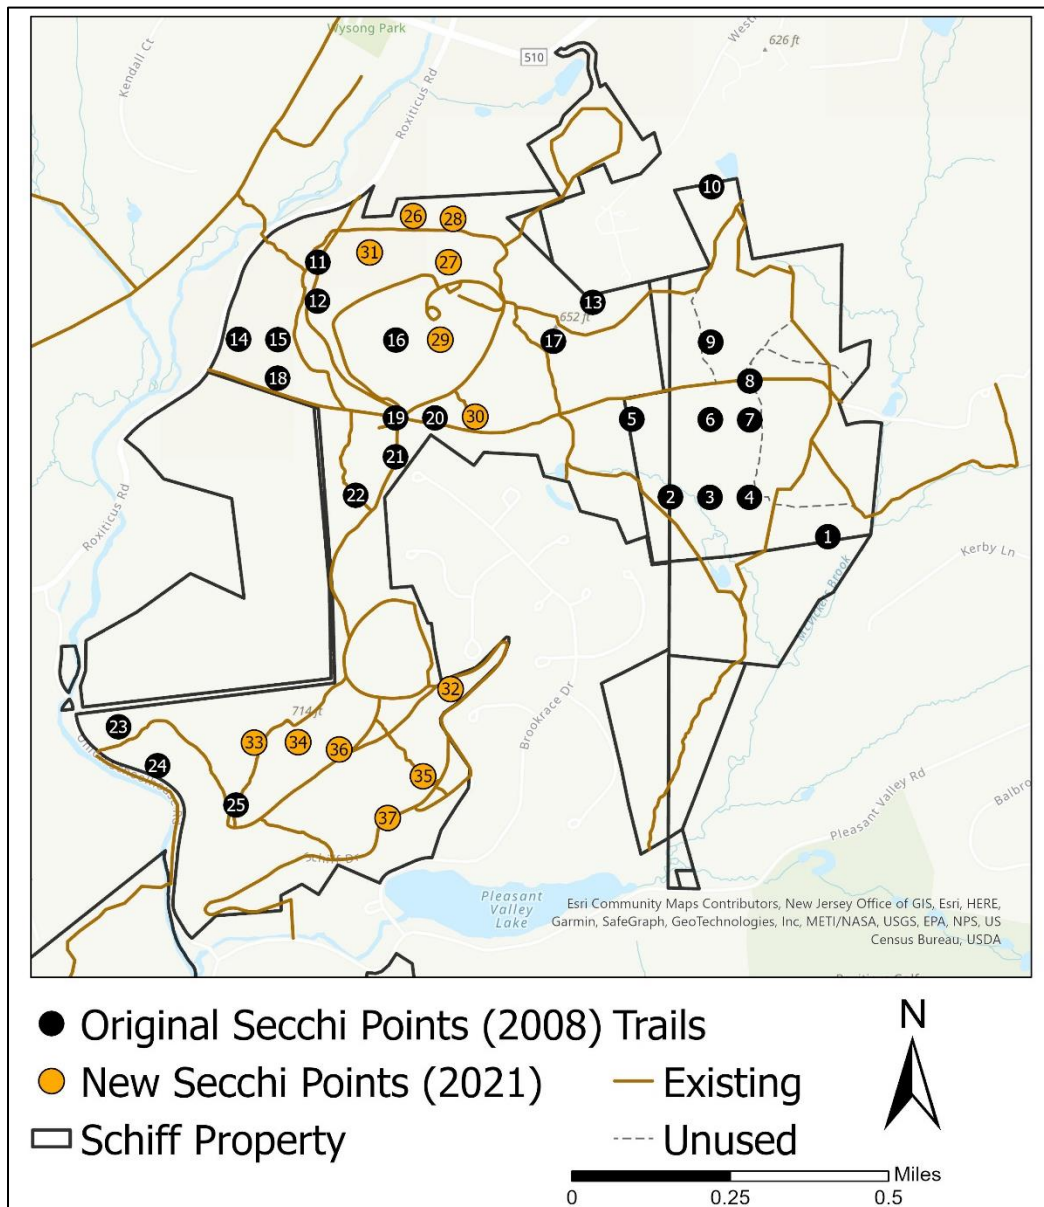 Wysong Park
Kendall Ct
Roxiticus Rd
510
626 ft
10
26
28
31
27
11
12
13
652 ft
14
15
16
29
17
9
18
8
19
20
30
5
6
7
21
22
2
3
4
1
Roxiticus Rd
Kerby Ln
McVickers Brook
32
Brookrace Dr
714 ft
23
33
34
36
24
35
25
37
Pleasant Valley Rd
Schiff Dr
Pleasant
Valley
Lake
Esri Community Maps Contributors, New Jersey Office of GIS, Esri, HERE,
Garmin, SafeGraph, GeoTechnologies, Inc, METI/NASA, USGS, EPA, NPS, US
Census Bureau, USDA
Original Secchi Points (2008)
New Secchi Points (2021)
Schiff Property
Trails
Existing
Unused
N
Miles
0
0.25
0.5